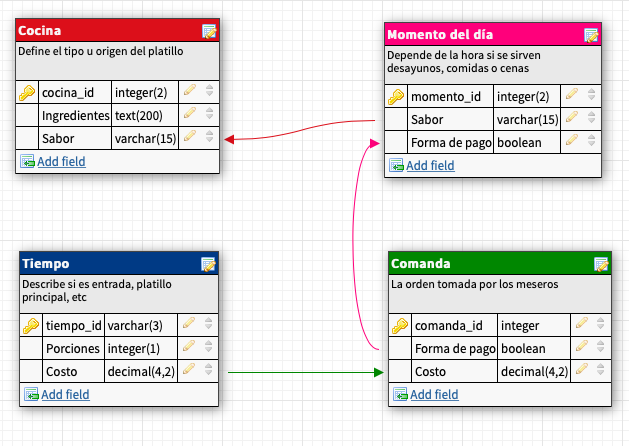 Cocina
Define el tipo u origen del platillo
cocina_id integer(2)
Ingredientes text(200)
Sabor varchar(15)
Add field
Momento del día
Depende de la hora si se sirven
desayunos, comidas o cenas
momento_id integer(2)
Sabor varchar(15)
Forma de pago boolean
Add field
Tiempo
Describe si es entrada, platillo
principal, etc
tiempo_id varchar(3)
Porciones integer(1)
Costo decimal(4,2)
Add field
Comanda
La orden tomada por los meseros
comanda_id integer
Forma de pago boolean
Costo decimal(4,2)
Add field